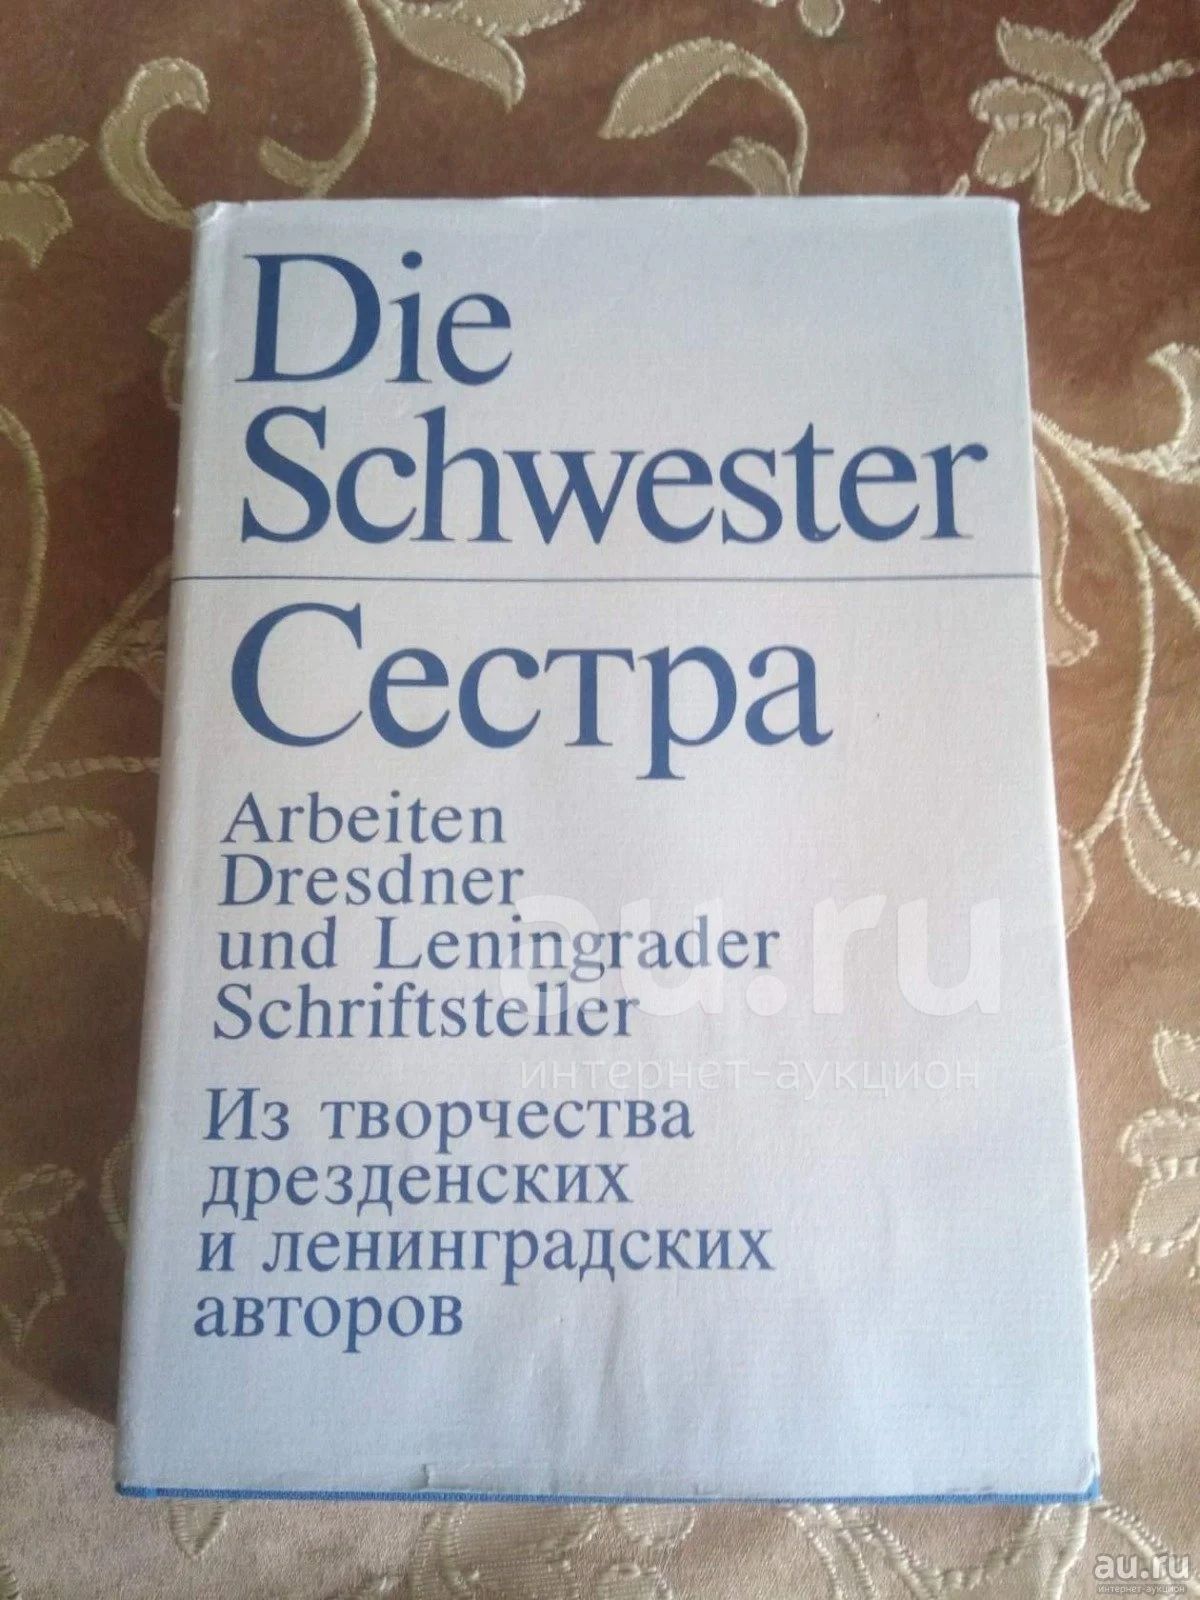 Die
Schwester
Сестра
Arbeiten
Dresdner
und Leningrader
Schriftsteller
au.ru
интернет-аукцион
Из творчества
дрезденских
и ленинградских
авторов
au.ru
интернет-аукцион